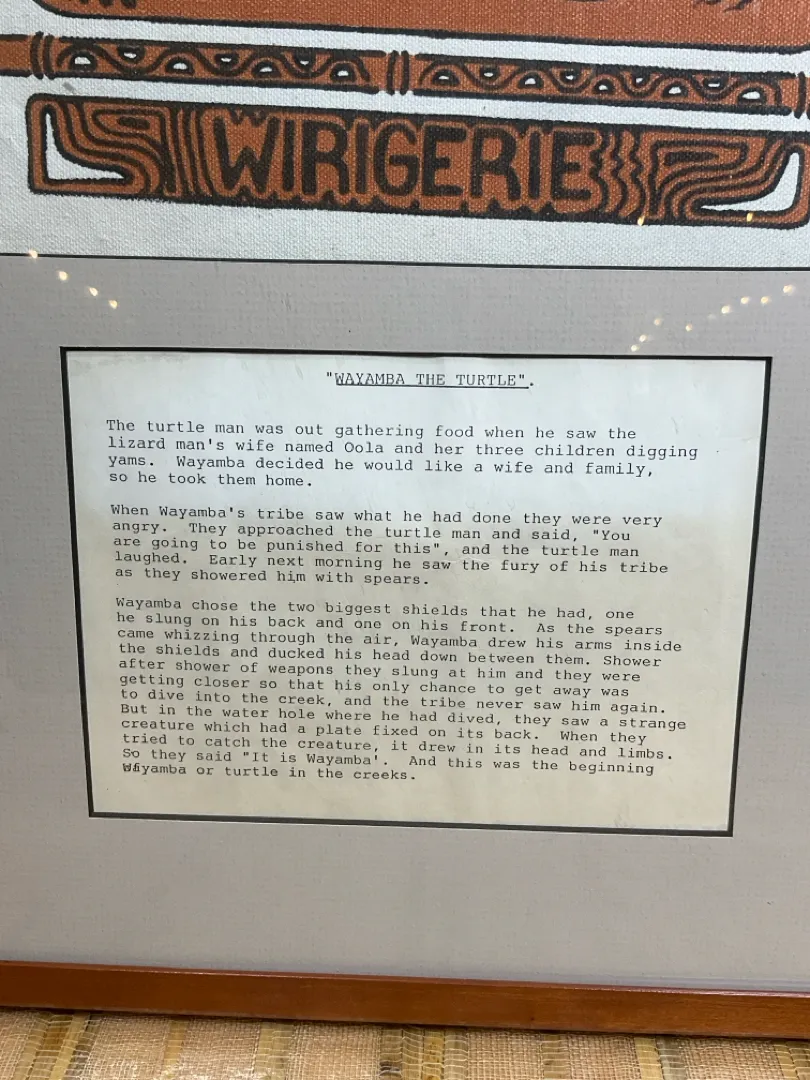 WIRIGERIE
"WAYAMBA THE TURTLE".
The turtle man was out gathering food when he saw the
lizard man's wife named Oola and her three children digging
yams. Wayamba decided he would like a wife and family,
so he took them home.
When Wayamba's tribe saw what he had done they were very
angry. They approached the turtle man and said, "You
are going to be punished for this", and the turtle man
laughed. Early next morning he saw the fury of his tribe
as they showered him with spears.
Wayamba chose the two biggest shields that he had, one
he slung on his back and one on his front. As the spears
came whizzing through the air, Wayamba drew his arms inside
the shields and ducked his head down between them. Shower
after shower of weapons they slung at him and they were
getting closer so that his only chance to get away was
to dive into the creek, and the tribe never saw him again.
But in the water hole where he had dived, they saw a strange
creature which had a plate fixed on its back. When they
tried to catch the creature, it drew in its head and limbs.
So they said "It is Wayamba'. And this was the beginning
Wayamba or turtle in the creeks.